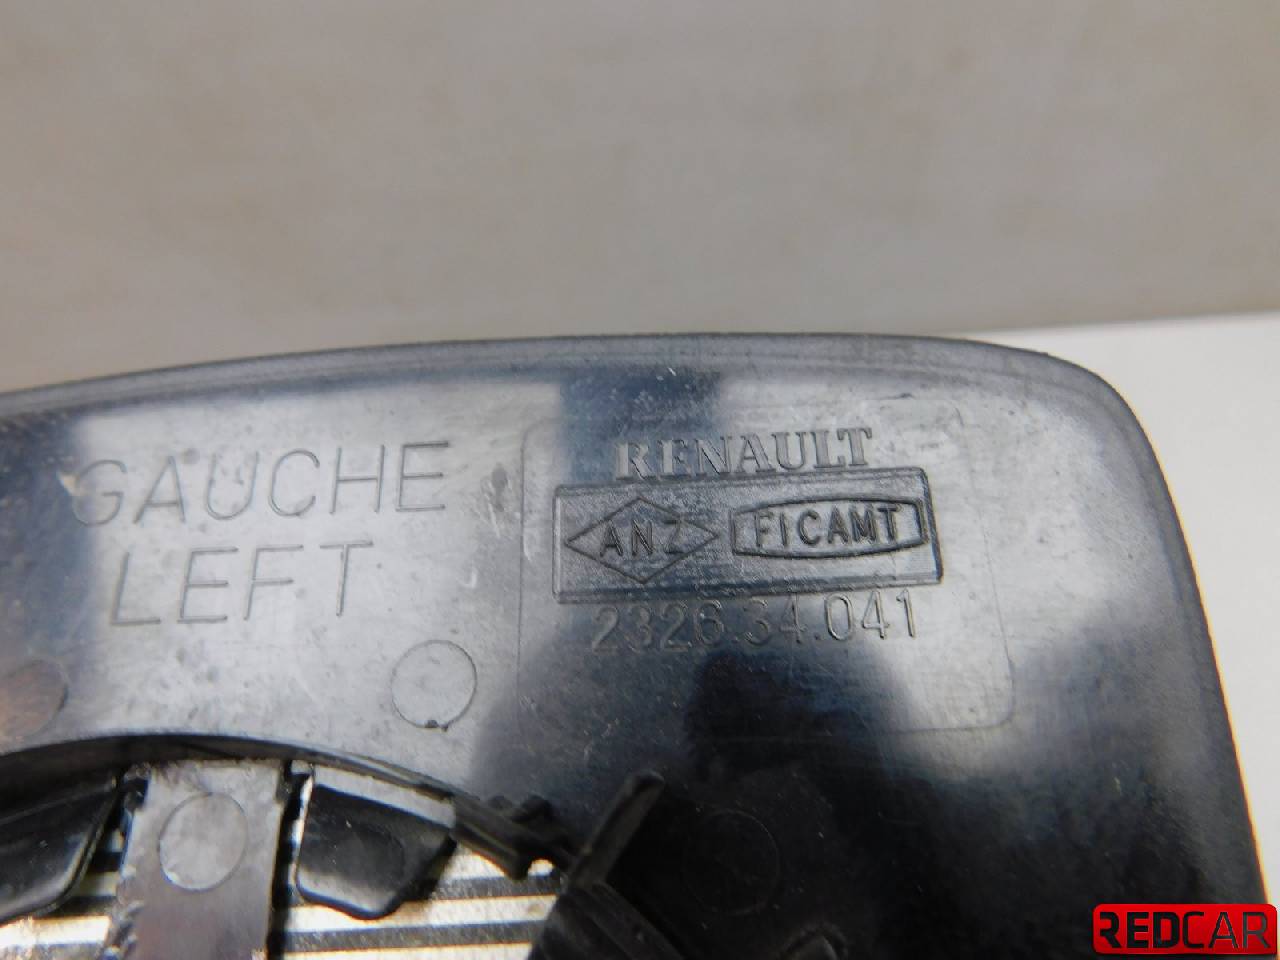 GAUCHE
LEFT
RENAULT
ANZ FICAMT
2326.34.041
REDCAR